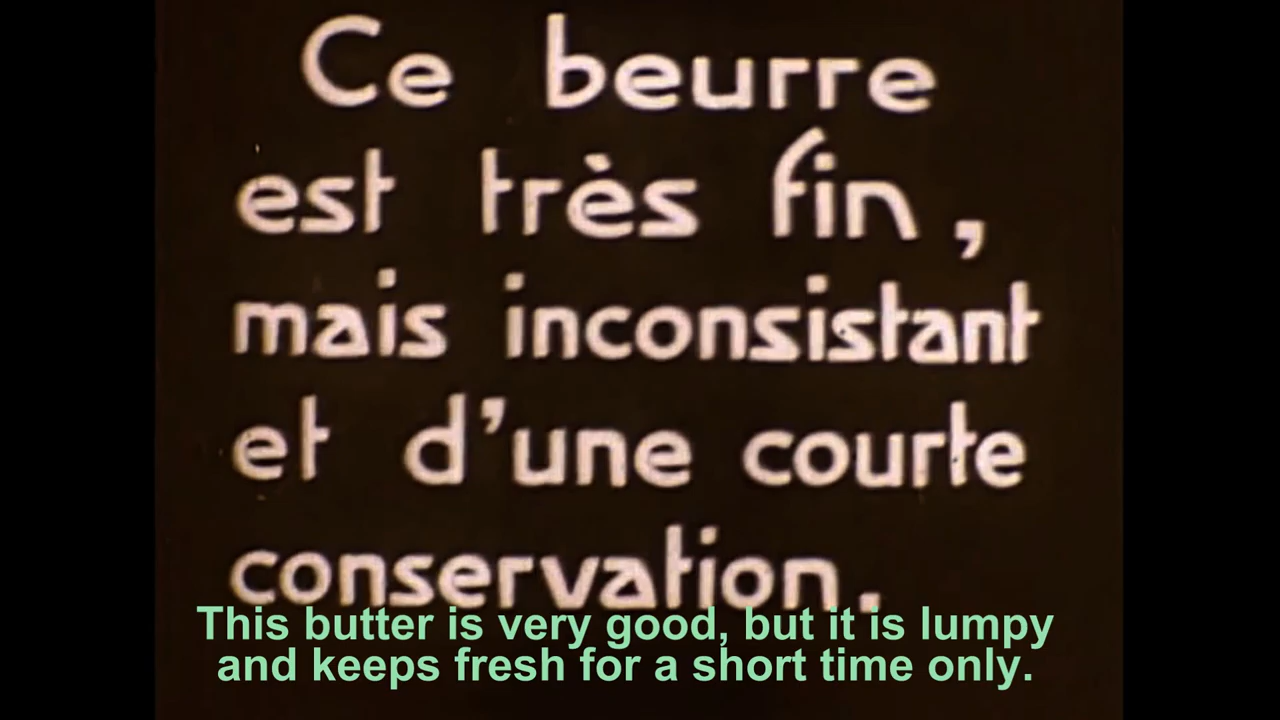 Ce beurre
est très fin,
mais inconsistant
et d'une courte
conservation.
This butter is very good, but it is lumpy
and keeps fresh for a short time only.